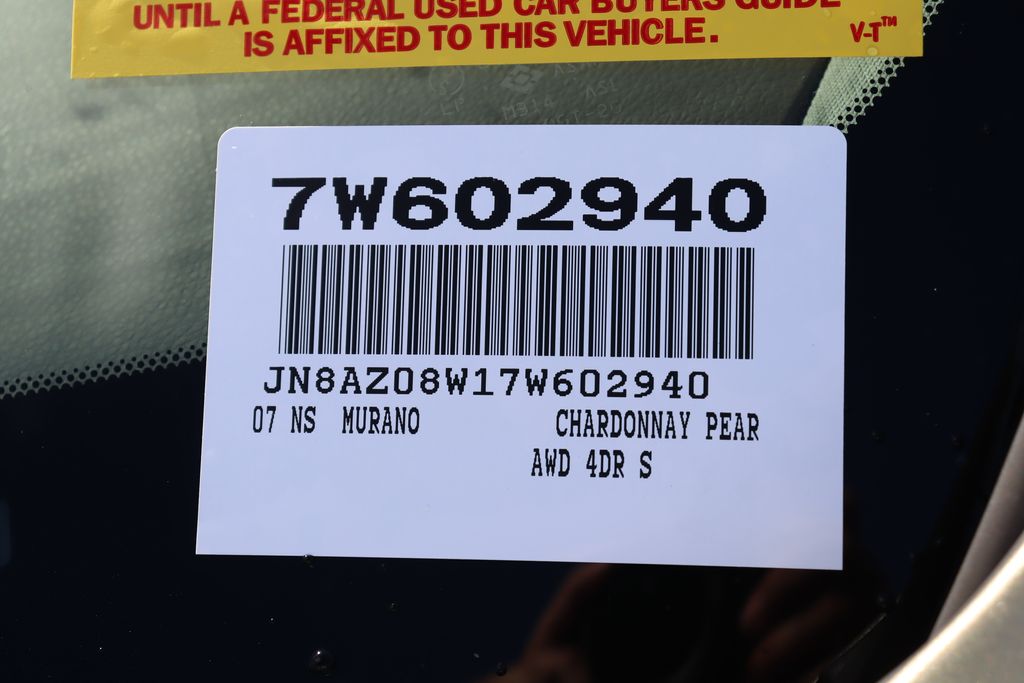 UNTIL A FEDERAL USED CAR BUYERS GUIDE
IS AFFIXED TO THIS VEHICLE.
V-T™
7W602940
JN8AZ08W17W602940
07 NS MURANO CHARDONNAY PEAR
AWD 4DR S